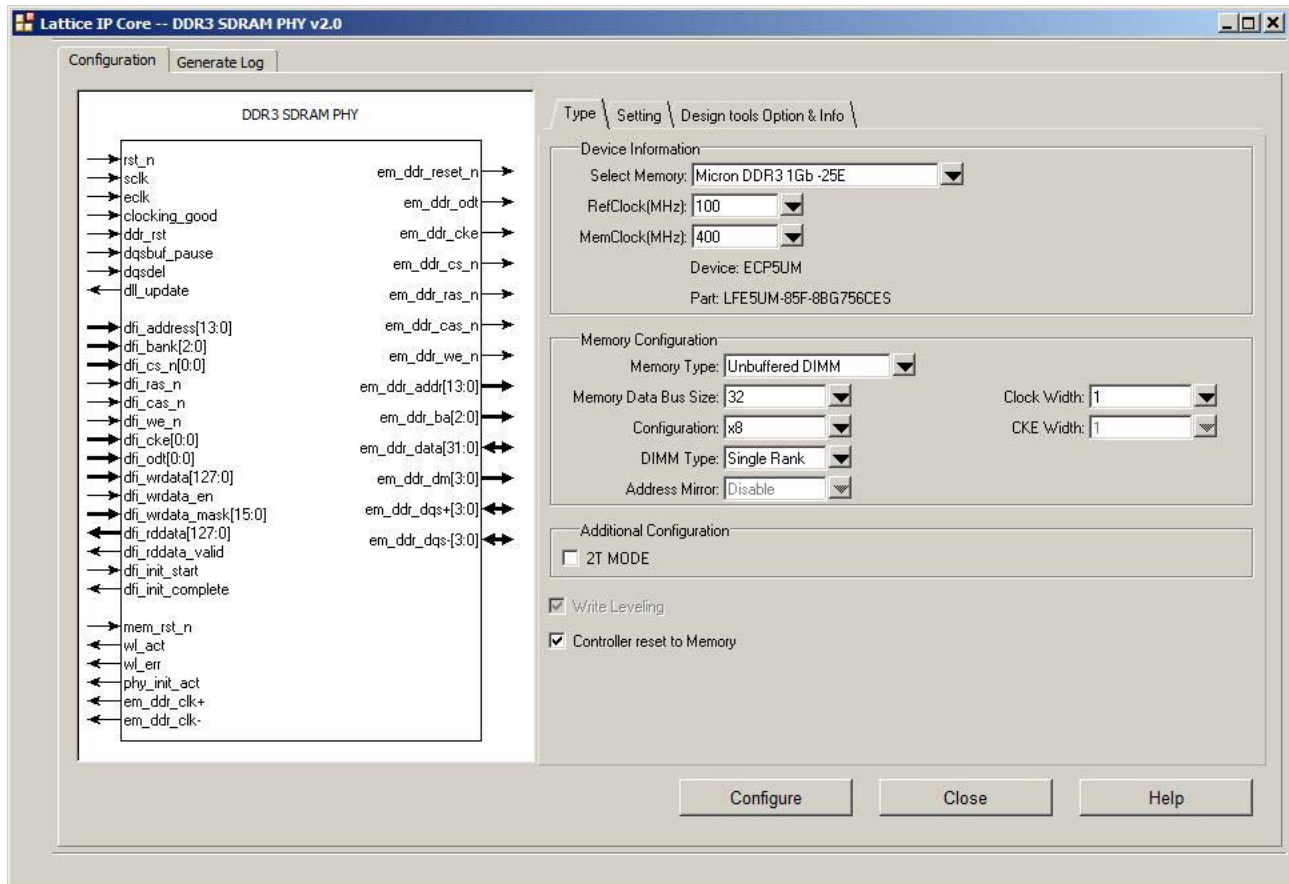 Lattice IP Core -- DDR3 SDRAM PHY v2.0
Configuration
Generate Log
DDR3 SDRAM PHY
rst_n
sclk
eclk
clocking_good
ddr_rst
dqsbuf_pause
dqsdel
dll_update
dfi_address[13:0]
dfi_bank[2:0]
dfi_cs_n[0:0]
dfi_ras_n
dfi_cas_n
dfi_we_n
dfi_cke[0:0]
dfi_odt[0:0]
dfi_wrdata[127:0]
dfi_wrdata_en
dfi_wrdata_mask[15:0]
dfi_rddata[127:0]
dfi_rddata_valid
dfi_init_start
dfi_init_complete
mem_rst_n
wl_act
wl_err
phy_init_act
em_ddr_clk+
em_ddr_clk-
em_ddr_reset_n
em_ddr_odt
em_ddr_cke
em_ddr_cs_n
em_ddr_ras_n
em_ddr_cas_n
em_ddr_we_n
em_ddr_addr[13:0]
em_ddr_ba[2:0]
em_ddr_data[31:0]
em_ddr_dm[3:0]
em_ddr_dqs+[3:0]
em_ddr_dqs-[3:0]
Type
Setting
Design tools Option & Info
Device Information
Select Memory: Micron DDR3 1Gb -25E
RefClock(MHz): 100
MemClock(MHz): 400
Device: ECP5UM
Part: LFE5UM-85F-8BG756CES
Memory Configuration
Memory Type: Unbuffered DIMM
Memory Data Bus Size: 32
Clock Width: 1
Configuration: x8
CKE Width: 1
DIMM Type: Single Rank
Address Mirror: Disable
Additional Configuration
2T MODE
Write Leveling
Controller reset to Memory
Configure
Close
Help